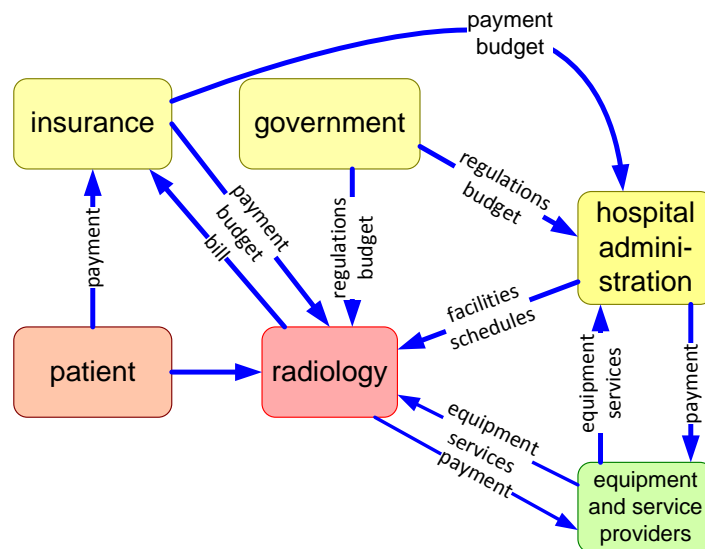 payment
budget
insurance
government
regulations
budget
payment
budget
bill
payment
regulations
budget
hospital
admini-
stration
facilities
schedules
patient
radiology
equipment
services
payment
equipment
services
payment
equipment
and service
providers